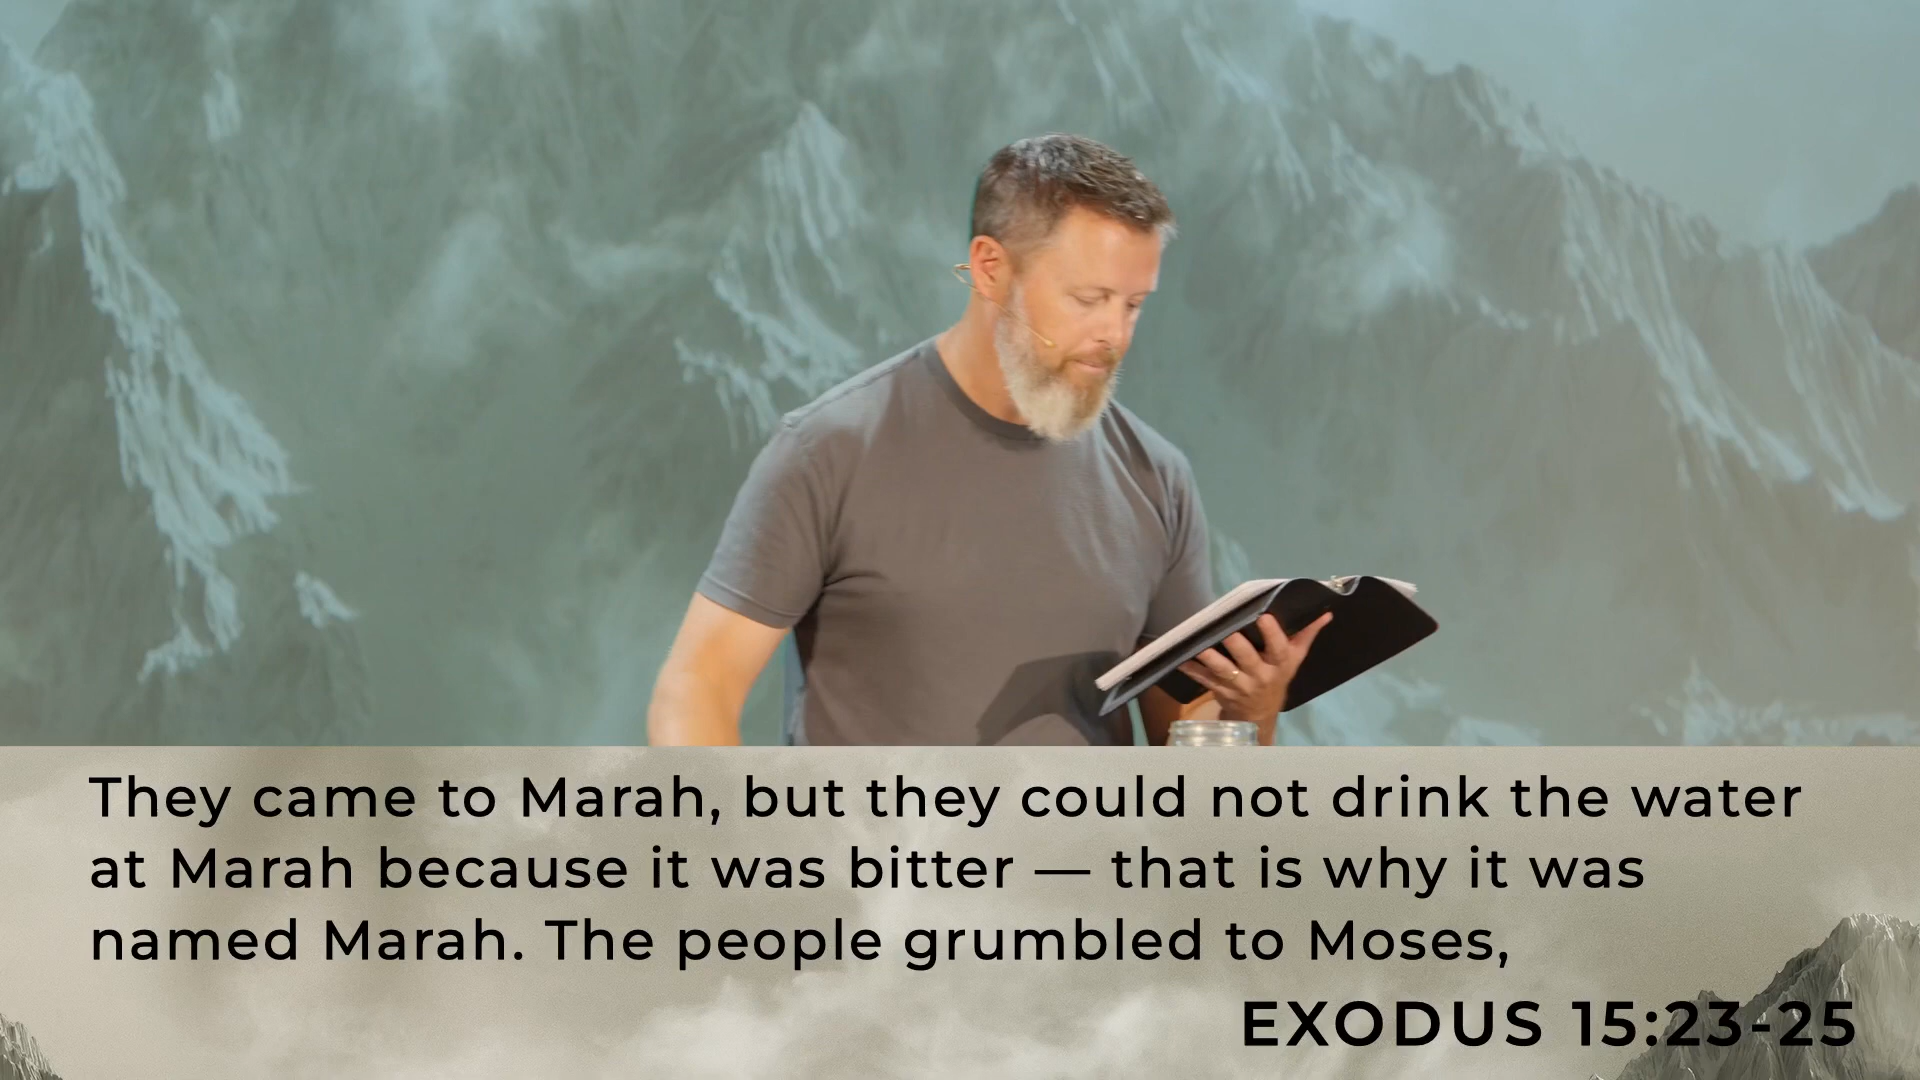 They came to Marah, but they could not drink the water
at Marah because it was bitter — that is why it was
named Marah. The people grumbled to Moses,
EXODUS 15:23-25